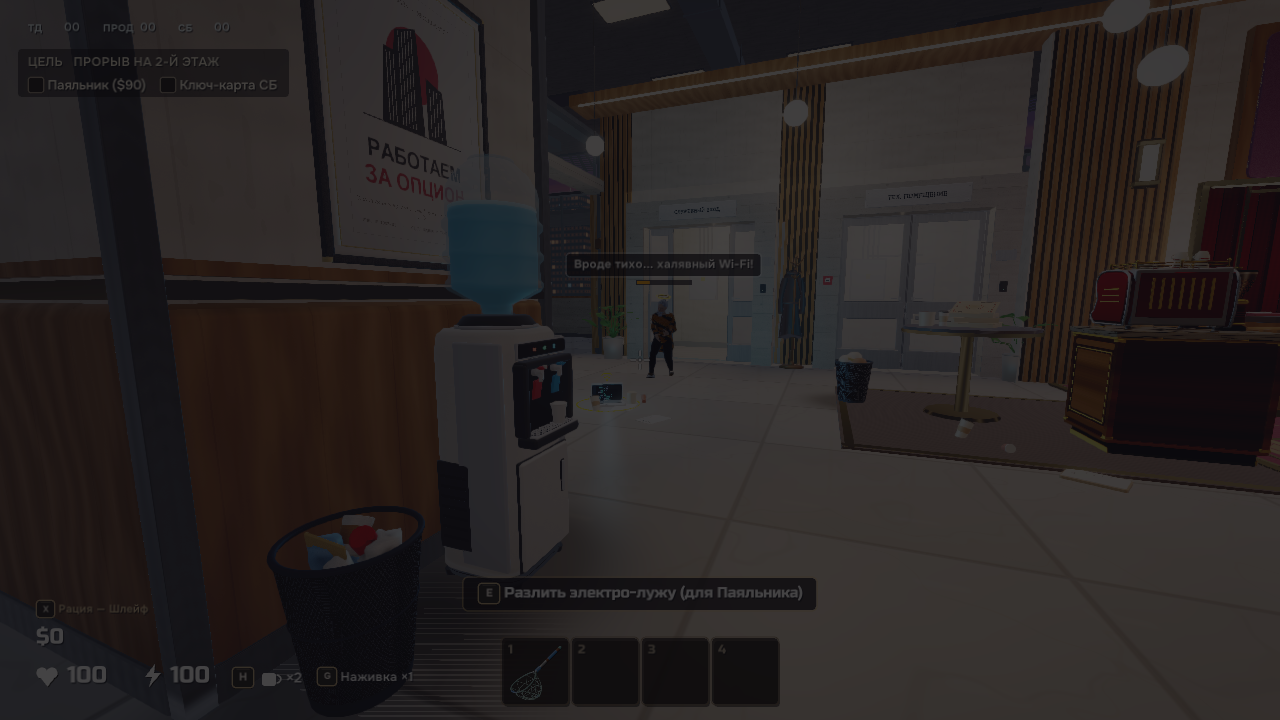 ТД 00 ПРОД 00 СБ 00
ЦЕЛЬ ПРОРЫВ НА 2-Й ЭТАЖ
Паяльник ($90) Ключ-карта СБ
РАБОТАЕМ
ЗА ОПЦИОН
Вроде тихо... халявный Wi-Fi!
E Разлить электро-лужу (для Паяльника)
X Рация — Шлейф
$0
100 100 H ×2 G Наживка ×1
1 2 3 4